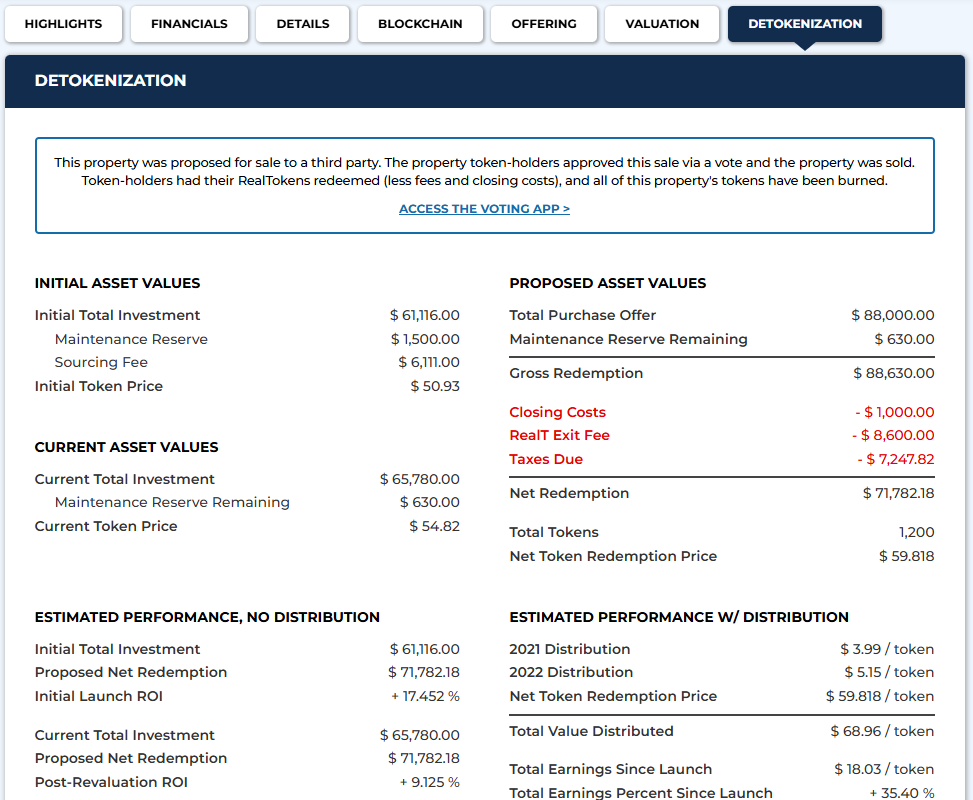 HIGHLIGHTS FINANCIALS DETAILS BLOCKCHAIN OFFERING VALUATION DETOKENIZATION
DETOKENIZATION
This property was proposed for sale to a third party. The property token-holders approved this sale via a vote and the property was sold.
Token-holders had their RealTokens redeemed (less fees and closing costs), and all of this property's tokens have been burned.
ACCESS THE VOTING APP >
INITIAL ASSET VALUES
Initial Total Investment $ 61,116.00
Maintenance Reserve $ 1,500.00
Sourcing Fee $ 6,111.00
Initial Token Price $ 50.93
CURRENT ASSET VALUES
Current Total Investment $ 65,780.00
Maintenance Reserve Remaining $ 630.00
Current Token Price $ 54.82
PROPOSED ASSET VALUES
Total Purchase Offer $ 88,000.00
Maintenance Reserve Remaining $ 630.00
Gross Redemption $ 88,630.00
Closing Costs - $ 1,000.00
RealT Exit Fee - $ 8,600.00
Taxes Due - $ 7,247.82
Net Redemption $ 71,782.18
Total Tokens 1,200
Net Token Redemption Price $ 59.818
ESTIMATED PERFORMANCE, NO DISTRIBUTION
Initial Total Investment $ 61,116.00
Proposed Net Redemption $ 71,782.18
Initial Launch ROI + 17.452 %
Current Total Investment $ 65,780.00
Proposed Net Redemption $ 71,782.18
Post-Revaluation ROI + 9.125 %
ESTIMATED PERFORMANCE W/ DISTRIBUTION
2021 Distribution $ 3.99 / token
2022 Distribution $ 5.15 / token
Net Token Redemption Price $ 59.818 / token
Total Value Distributed $ 68.96 / token
Total Earnings Since Launch $ 18.03 / token
Total Earnings Percent Since Launch + 35.40 %